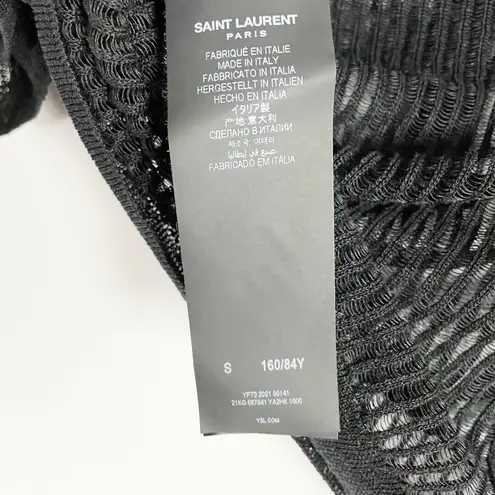 SAINT LAURENT
PARIS
FABRIQUÉ EN ITALIE
MADE IN ITALY
FABBRICATO IN ITALIA
HERGESTELLT IN ITALIEN
HECHO EN ITALIA
イタリア製
产地 意大利
СДЕЛАНО В ИТАЛИИ
제조국: 이태리
صنع في إيطاليا
FABRICADO EM ITÁLIA
S 160/84Y
YP73 2021 00141
21KG 687941 YA2HK 1000
YSL.COM